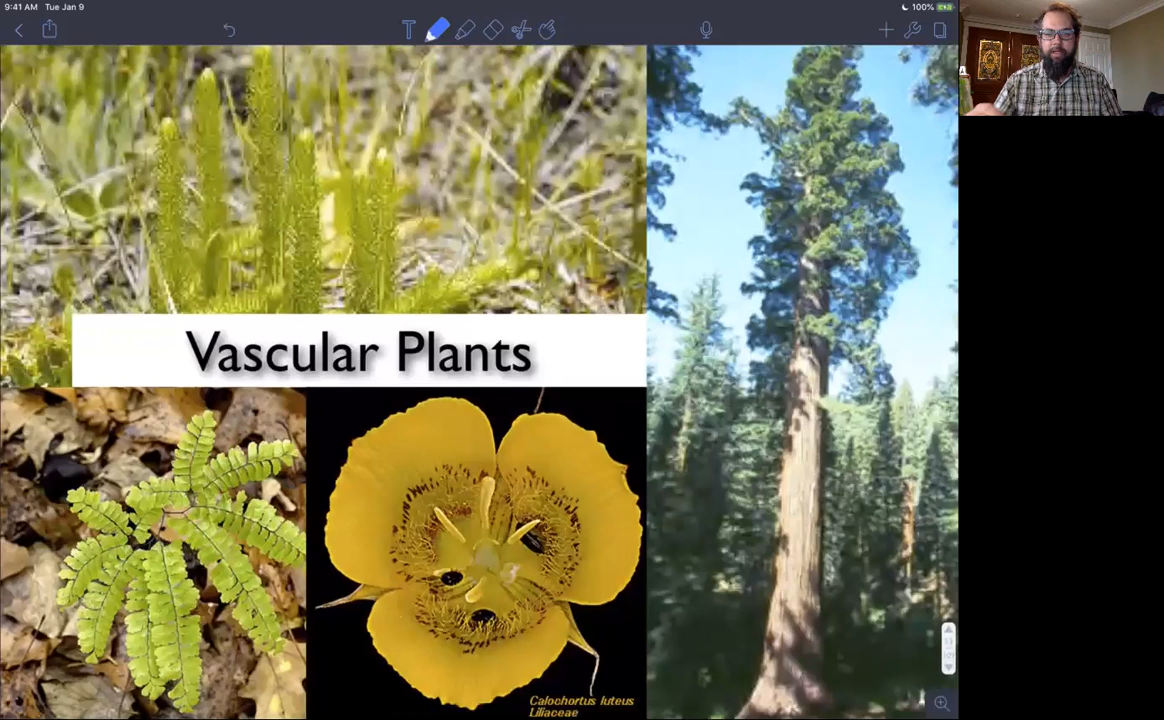 9:41 AM Tue Jan 9
100%
T
Vascular Plants
Calochortus luteus
Liliaceae